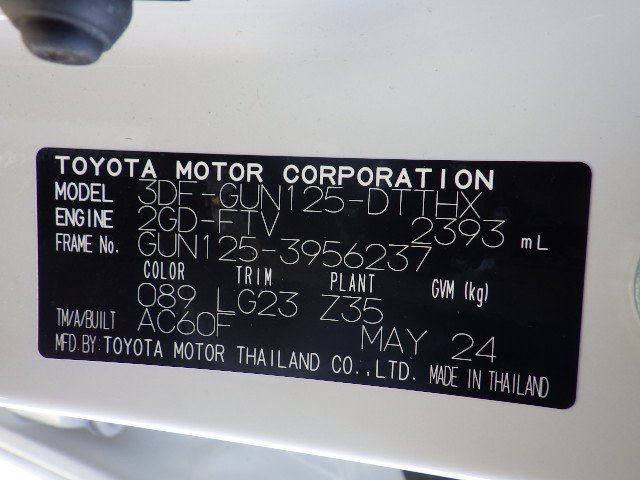 TOYOTA MOTOR CORPORATION
MODEL 3DF-GUN125-DTTHX
ENGINE 2GD-FTV 2393 mL
FRAME No. GUN125-3956237
COLOR TRIM PLANT GVM (kg)
089 LG23 Z35
TM/A/BUILT AC60F MAY 24
MFD BY: TOYOTA MOTOR THAILAND CO.,LTD. MADE IN THAILAND